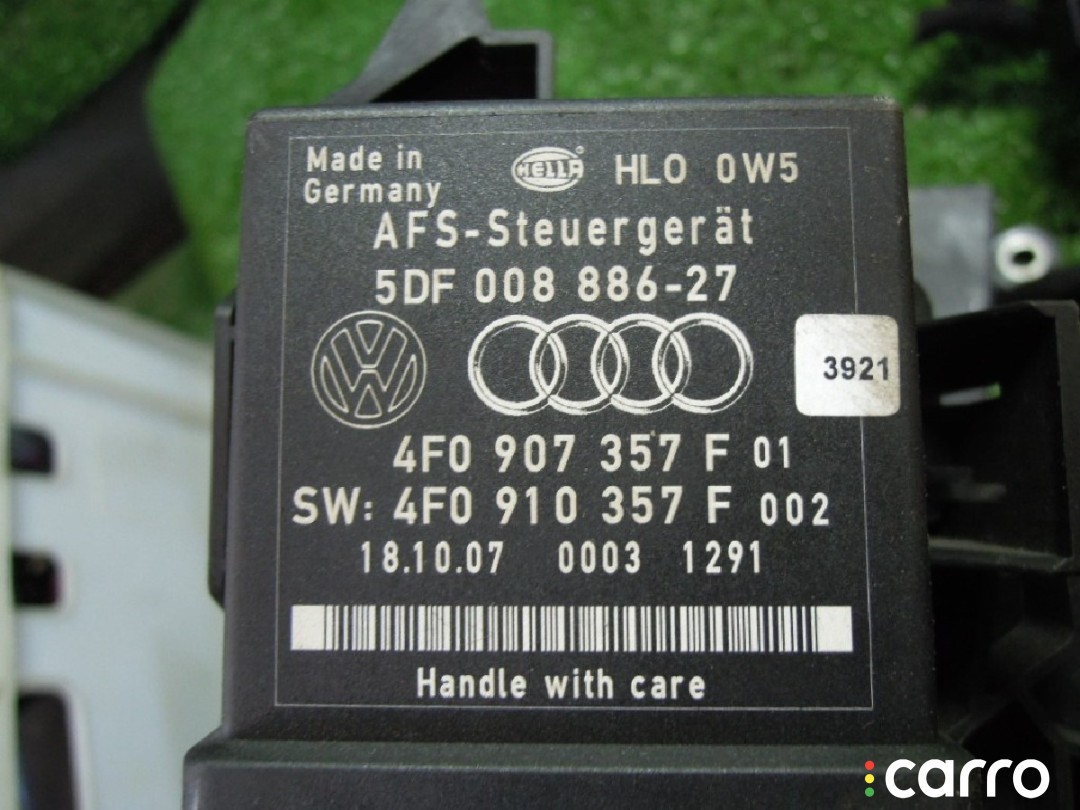 Made in
Germany
HELLA HLO 0W5
AFS-Steuergerät
5DF 008 886-27
3921
4F0 907 357 F 01
SW: 4F0 910 357 F 002
18.10.07 0003 1291
Handle with care
carro